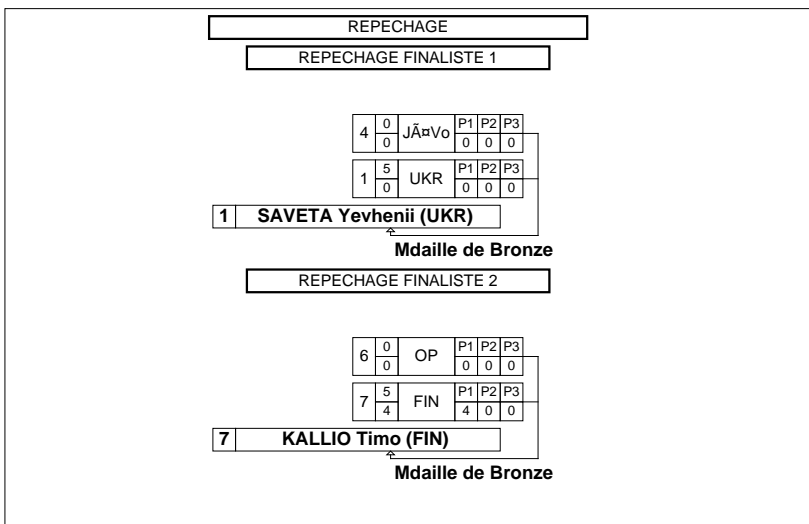 REPECHAGE
REPECHAGE FINALISTE 1
4 0 0 JÃ¤Vo P1 P2 P3 0 0 0
1 5 0 UKR P1 P2 P3 0 0 0
1 SAVETA Yevhenii (UKR)
Mdaille de Bronze
REPECHAGE FINALISTE 2
6 0 0 OP P1 P2 P3 0 0 0
7 5 4 FIN P1 P2 P3 4 0 0
7 KALLIO Timo (FIN)
Mdaille de Bronze